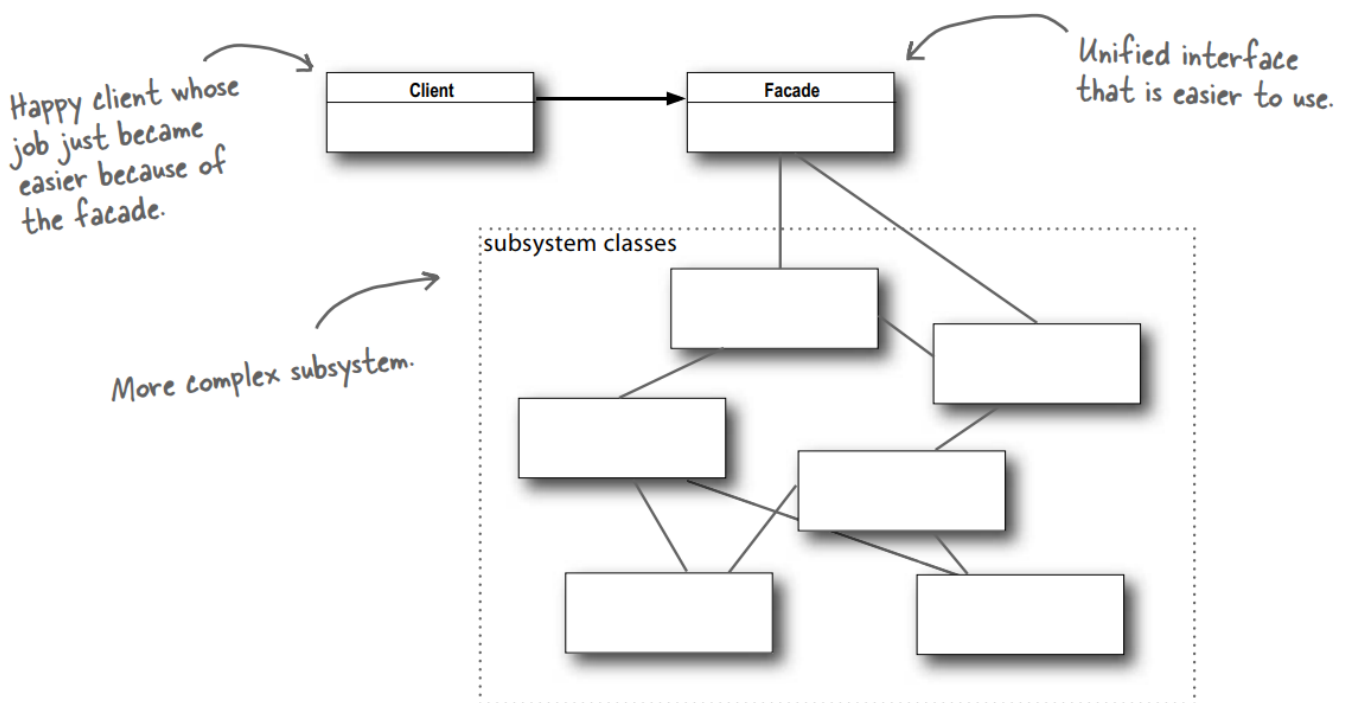 Happy client whose
job just became
easier because of
the facade.
Client
Facade
Unified interface
that is easier to use.
subsystem classes
More complex subsystem.